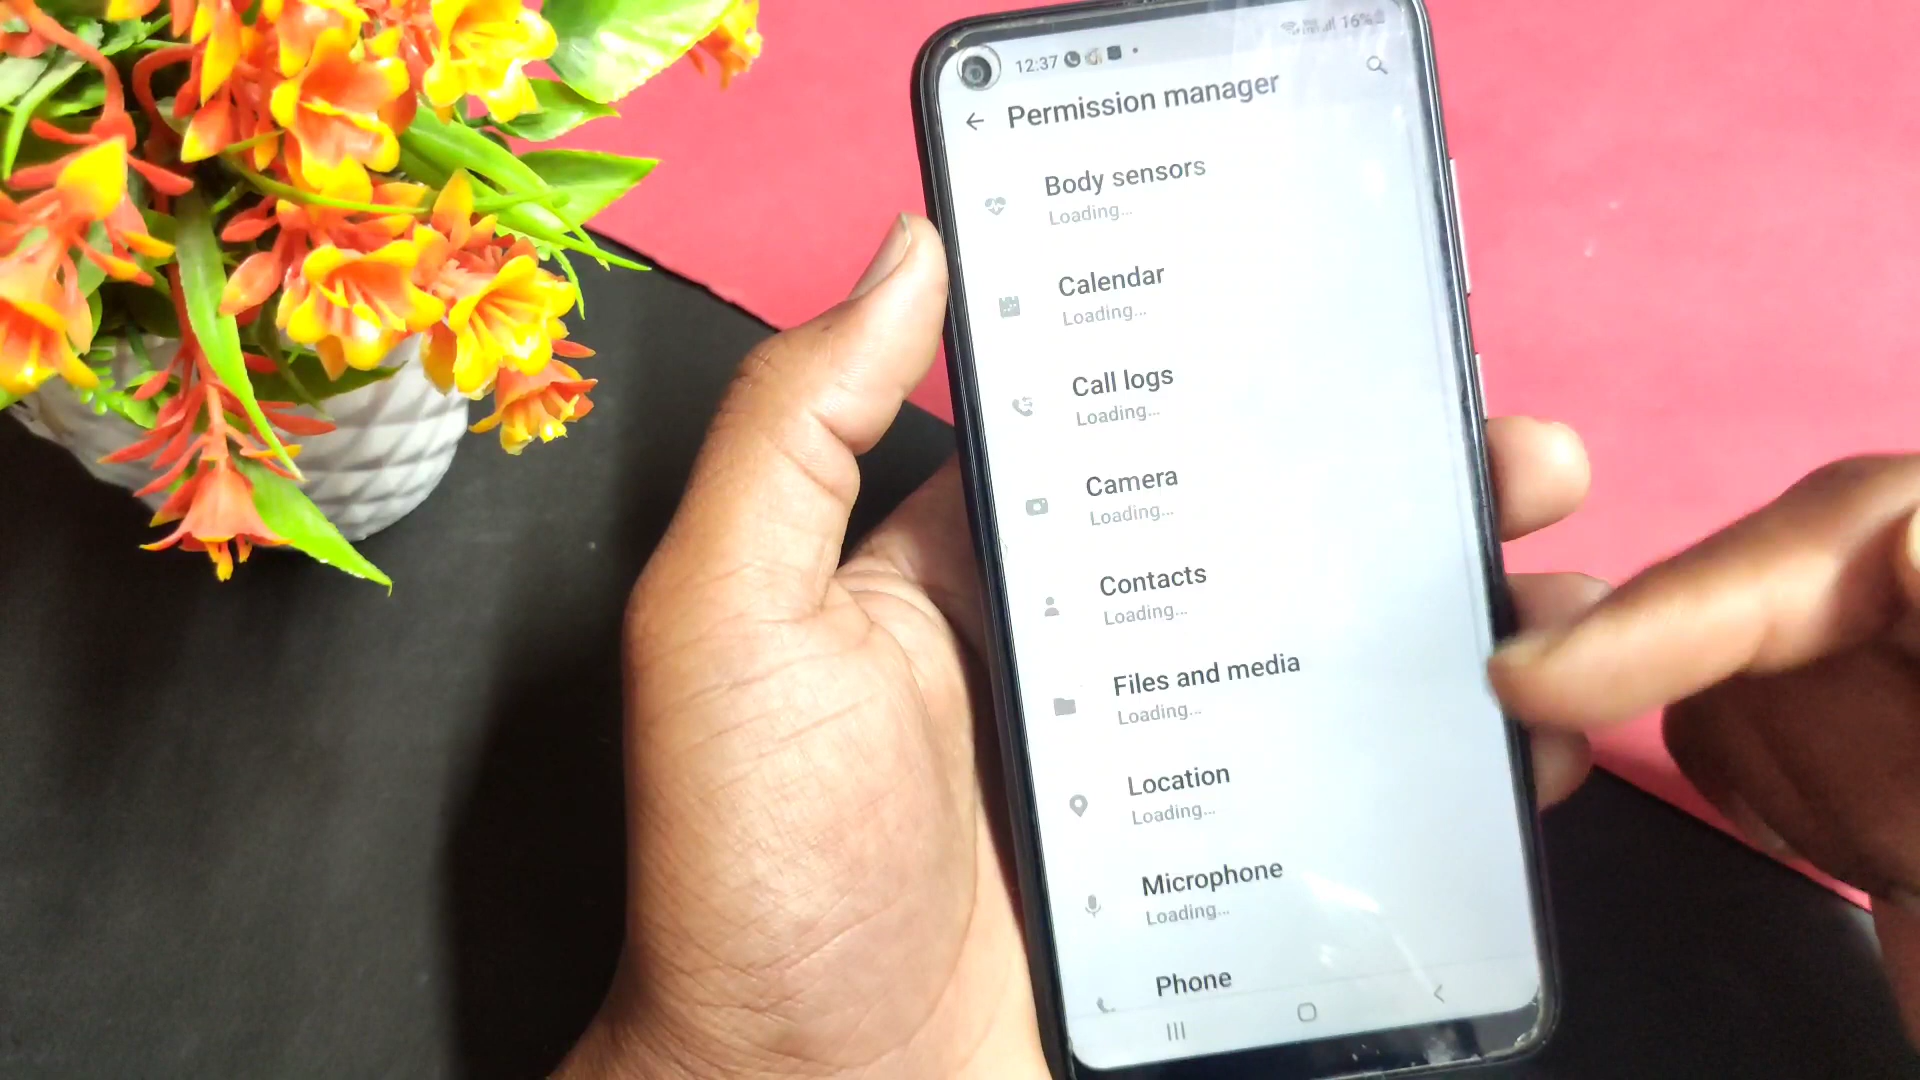 12:37
16%
Permission manager
Body sensors
Loading...
Calendar
Loading...
Call logs
Loading...
Camera
Loading...
Contacts
Loading...
Files and media
Loading...
Location
Loading...
Microphone
Loading...
Phone